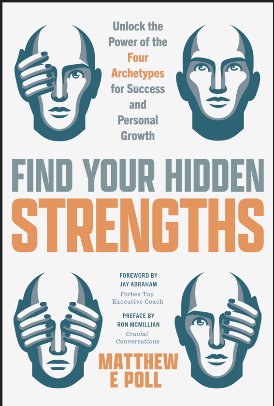 Unlock the
Power of the
Four
Archetypes
for Success
and
Personal
Growth
FIND YOUR HIDDEN
STRENGTHS
FOREWORD BY
JAY ABRAHAM
Forbes Top
Executive Coach
PREFACE BY
RON MCMILLIAN
Crucial
Conversations
MATTHEW
E POLL